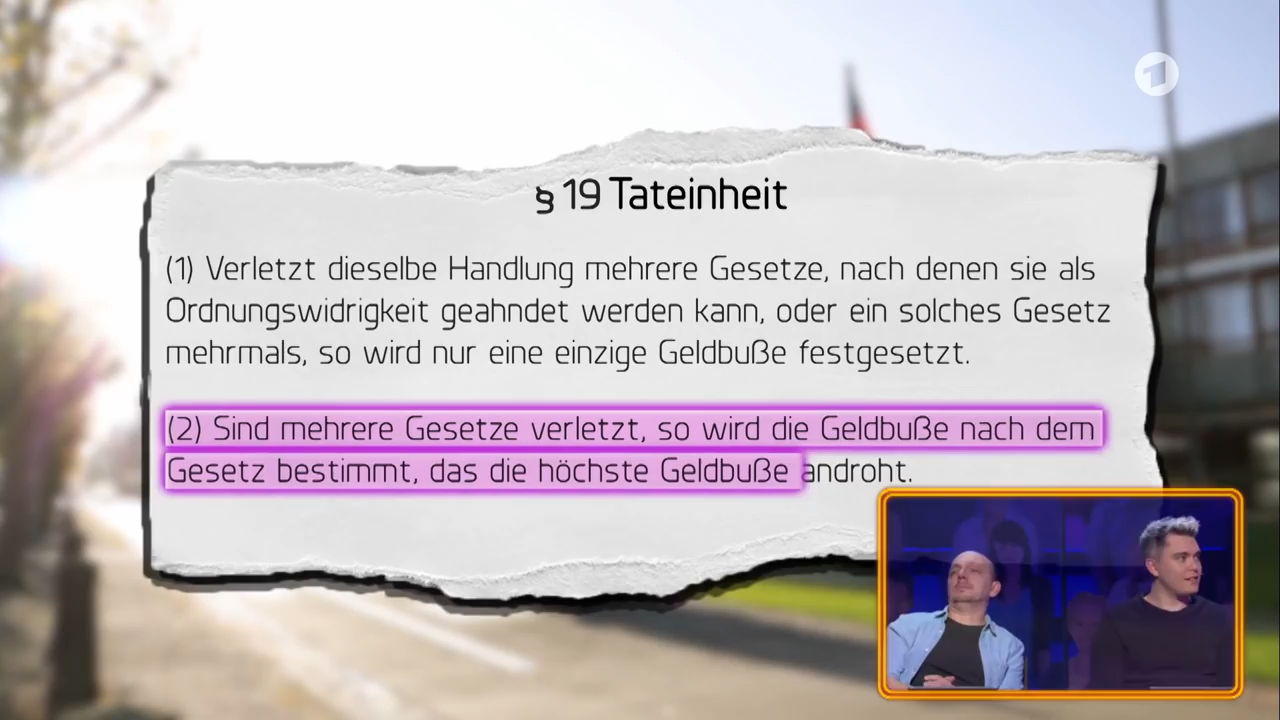 § 19 Tateinheit
(1) Verletzt dieselbe Handlung mehrere Gesetze, nach denen sie als
Ordnungswidrigkeit geahndet werden kann, oder ein solches Gesetz
mehrmals, so wird nur eine einzige Geldbuße festgesetzt.
(2) Sind mehrere Gesetze verletzt, so wird die Geldbuße nach dem
Gesetz bestimmt, das die höchste Geldbuße androht.
1